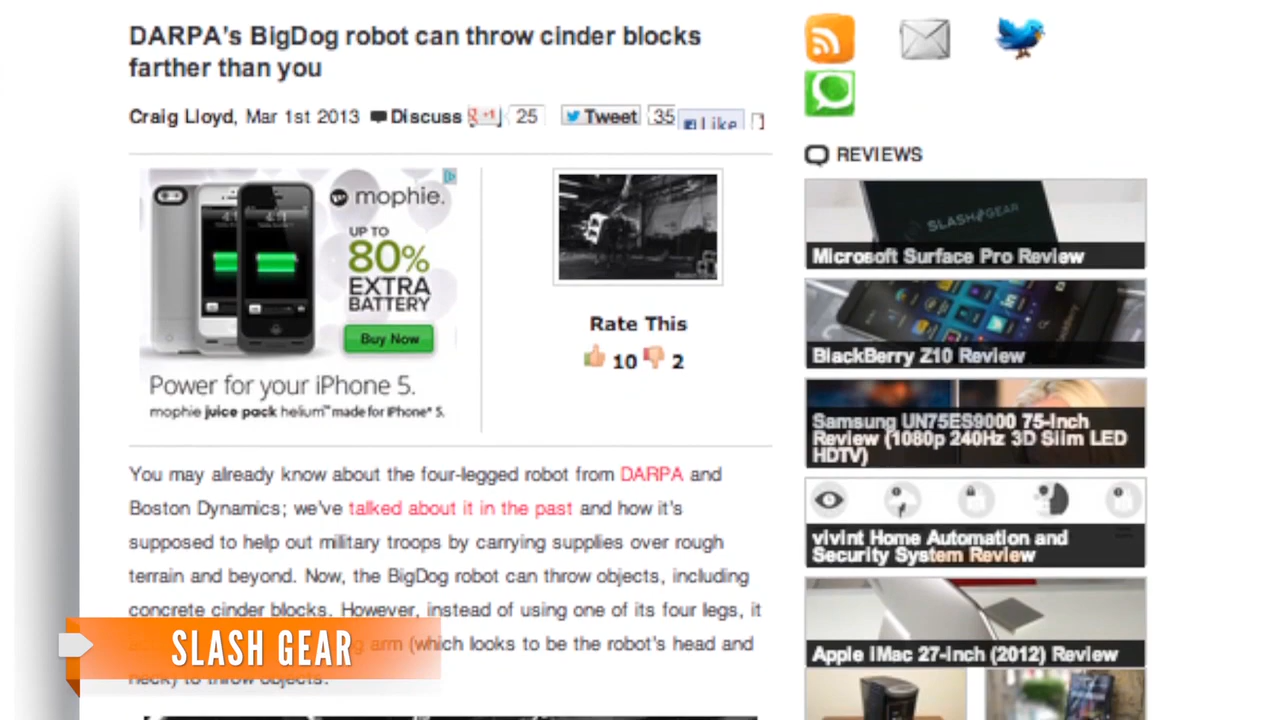 DARPA's BigDog robot can throw cinder blocks
farther than you
Craig Lloyd, Mar 1st 2013 Discuss +1 25 Tweet 35 Like
mophie.
UP TO
80%
EXTRA
BATTERY
Buy Now
Power for your iPhone 5.
mophie juice pack helium™ made for iPhone® 5.
Rate This
10 2
You may already know about the four-legged robot from DARPA and
Boston Dynamics; we've talked about it in the past and how it's
supposed to help out military troops by carrying supplies over rough
terrain and beyond. Now, the BigDog robot can throw objects, including
concrete cinder blocks. However, instead of using one of its four legs, it
arm (which looks to be the robot's head and
neck) to throw objects.
SLASH GEAR
REVIEWS
SLASHGEAR
Microsoft Surface Pro Review
BlackBerry Z10 Review
Samsung UN75ES9000 75-Inch
Review (1080p 240Hz 3D Slim LED
HDTV)
vivint Home Automation and
Security System Review
Apple iMac 27-inch (2012) Review